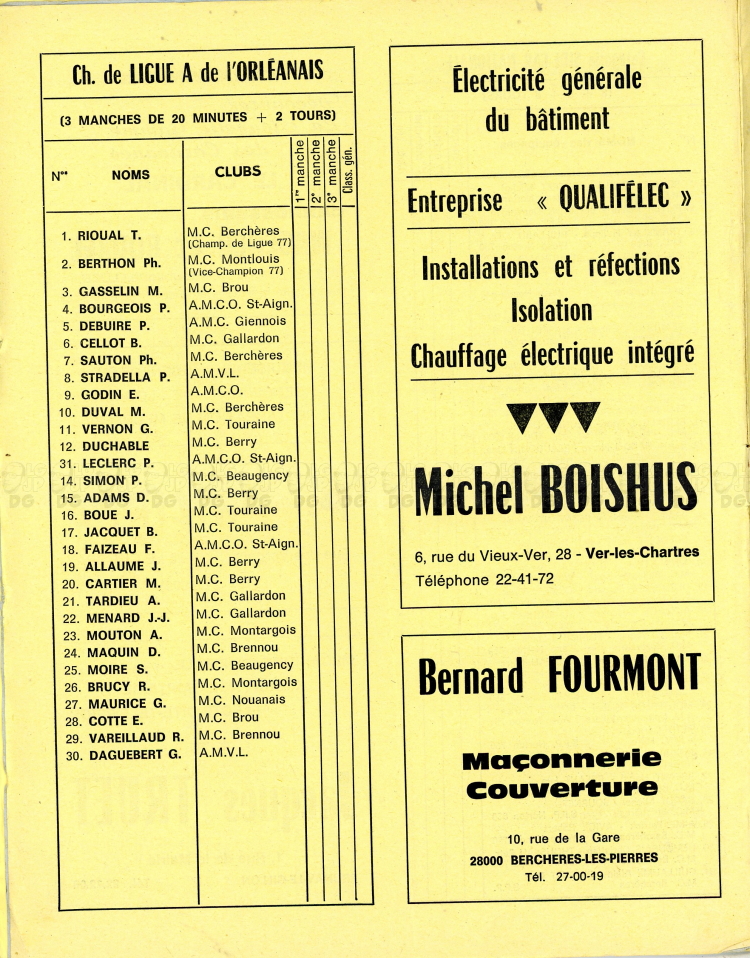 Ch. de LIGUE A de l'ORLÉANAIS
(3 MANCHES DE 20 MINUTES + 2 TOURS)
Nos NOMS CLUBS 1re manche 2e manche 3e manche Class. gén.
1. RIOUAL T. M.C. Berchères
(Champ. de Ligue 77)
2. BERTHON Ph. M.C. Montlouis
(Vice-Champion 77)
3. GASSELIN M. M.C. Brou
4. BOURGEOIS P. A.M.C.O. St-Aign.
5. DEBUIRE P. A.M.C. Giennois
6. CELLOT B. M.C. Gallardon
7. SAUTON Ph. M.C. Berchères
8. STRADELLA P. A.M.V.L.
9. GODIN E. A.M.C.O.
10. DUVAL M. M.C. Berchères
11. VERNON G. M.C. Touraine
12. DUCHABLE M.C. Berry
31. LECLERC P. A.M.C.O. St-Aign.
14. SIMON P. M.C. Beaugency
15. ADAMS D. M.C. Berry
16. BOUE J. M.C. Touraine
17. JACQUET B. M.C. Touraine
18. FAIZEAU F. A.M.C.O. St-Aign.
19. ALLAUME J. M.C. Berry
20. CARTIER M. M.C. Berry
21. TARDIEU A. M.C. Gallardon
22. MENARD J.-J. M.C. Gallardon
23. MOUTON A. M.C. Montargois
24. MAQUIN D. M.C. Brennou
25. MOIRE S. M.C. Beaugency
26. BRUCY R. M.C. Montargois
27. MAURICE G. M.C. Nouanais
28. COTTE E. M.C. Brou
29. VAREILLAUD R. M.C. Brennou
30. DAGUEBERT G. A.M.V.L.
Électricité générale
du bâtiment
Entreprise « QUALIFÉLEC »
Installations et réfections
Isolation
Chauffage électrique intégré
Michel BOISHUS
6, rue du Vieux-Ver, 28 - Ver-les-Chartres
Téléphone 22-41-72
Bernard FOURMONT
Maçonnerie
Couverture
10, rue de la Gare
28000 BERCHERES-LES-PIERRES
Tél. 27-00-19